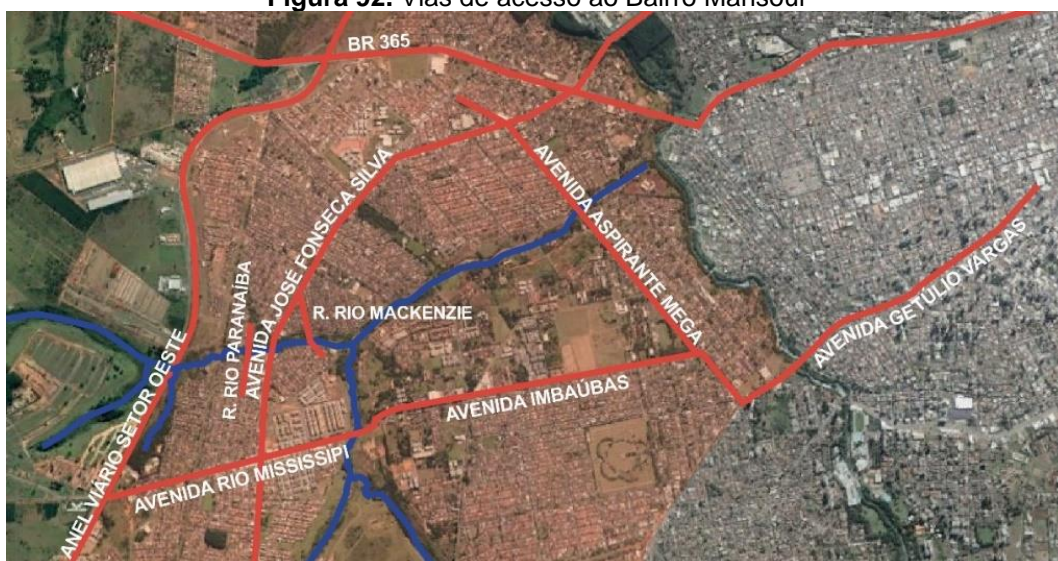 Figura 92. Vias de acesso ao Bairro Mansour
BR 365
AVENIDA JOSÉ FONSECA SILVA
AVENIDA ASPIRANTE MEGA
AVENIDA GETÚLIO VARGAS
R. RIO MACKENZIE
R. RIO PARANAÍBA
ANEL VIÁRIO SETOR OESTE
AVENIDA IMBAÚBAS
AVENIDA RIO MISSISSIPI